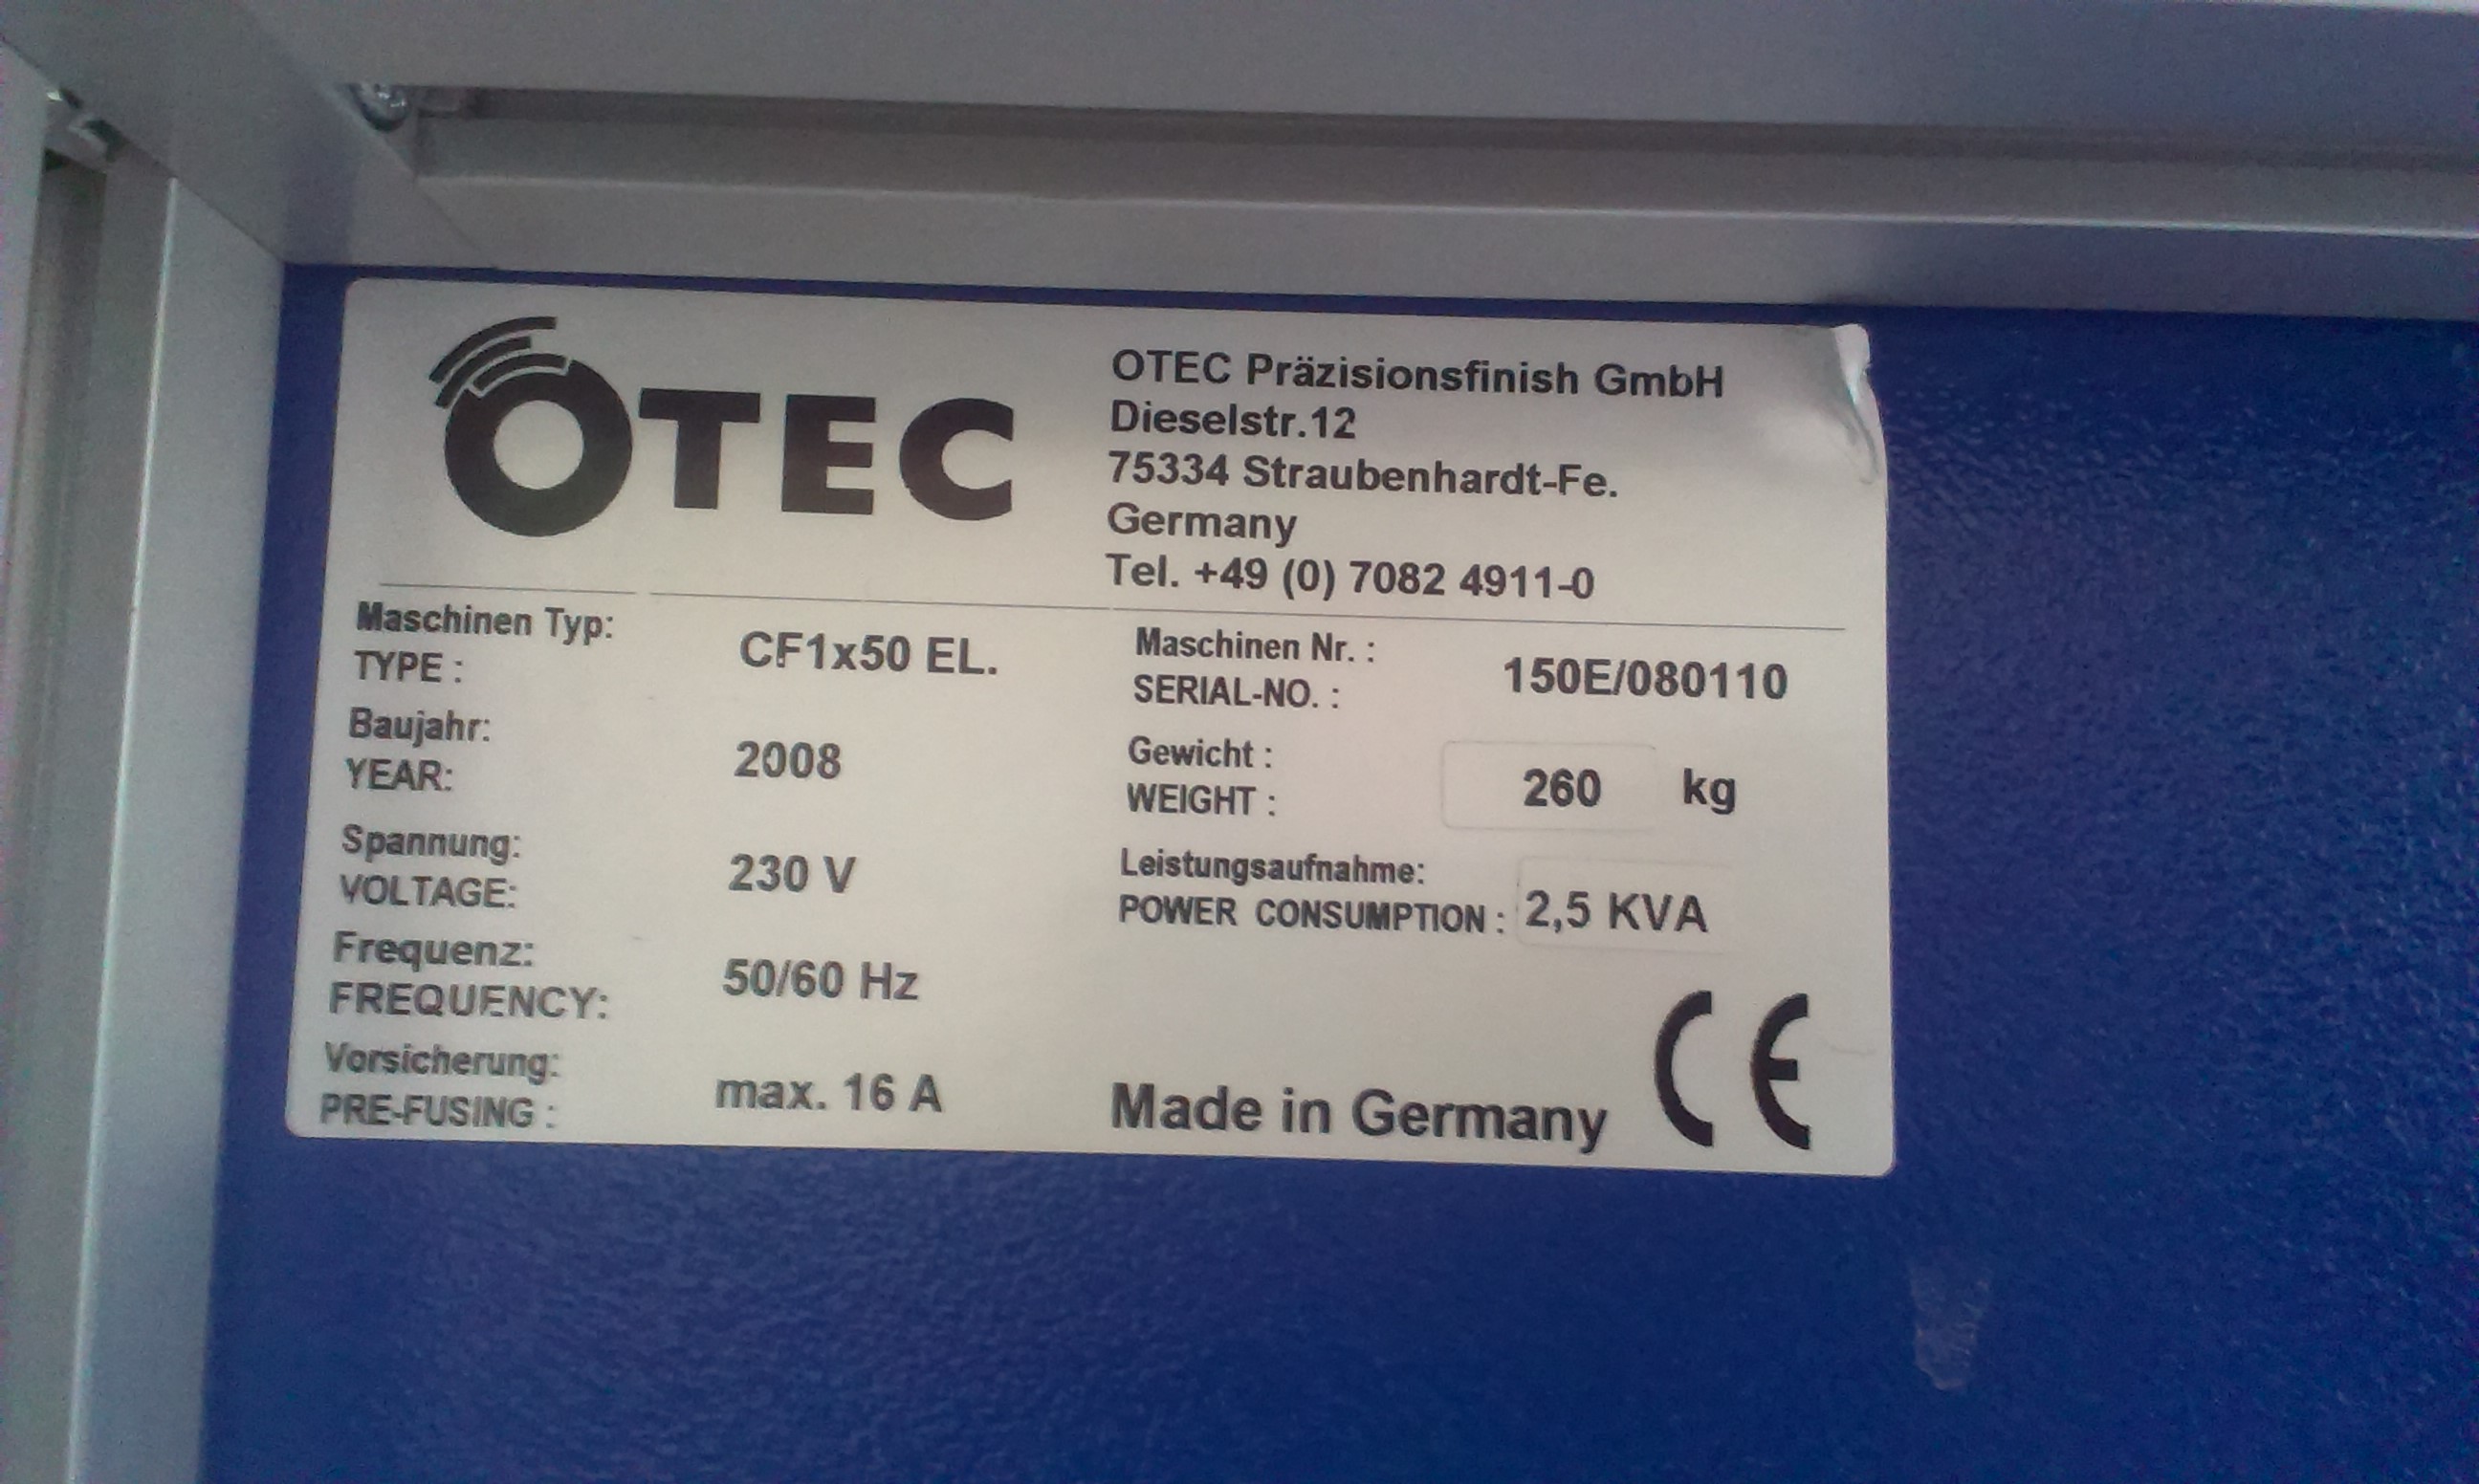 OTEC
OTEC Präzisionsfinish GmbH
Dieselstr.12
75334 Straubenhardt-Fe.
Germany
Tel. +49 (0) 7082 4911-0
Maschinen Typ:
TYPE :
CF1x50 EL.
Maschinen Nr. :
SERIAL-NO. :
150E/080110
Baujahr:
YEAR:
2008
Gewicht :
WEIGHT :
260 kg
Spannung:
VOLTAGE:
230 V
Leistungsaufnahme:
POWER CONSUMPTION : 2,5 KVA
Frequenz:
FREQUENCY:
50/60 Hz
Vorsicherung:
PRE-FUSING :
max. 16 A
Made in Germany CE